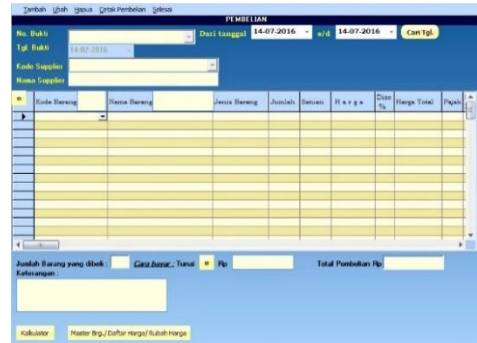 Tambah Ubah Hapus Cetak Pembelian Selesai
PEMBELIAN
No. Bukti Dari tanggal 14-07-2016 s/d 14-07-2016 Cari Tgl.
Tgl. Bukti 14-07-2016
Kode Supplier
Nama Supplier
Kode Barang Nama Barang Jenis Barang Jumlah Satuan Harga Disc % Harga Total Pajak
Jumlah Barang yang dibeli : Cara bayar : Tunai Rp Total Pembelian Rp
Keterangan :
Kalkulator Master Brg./Daftar Harga/Rubah Harga